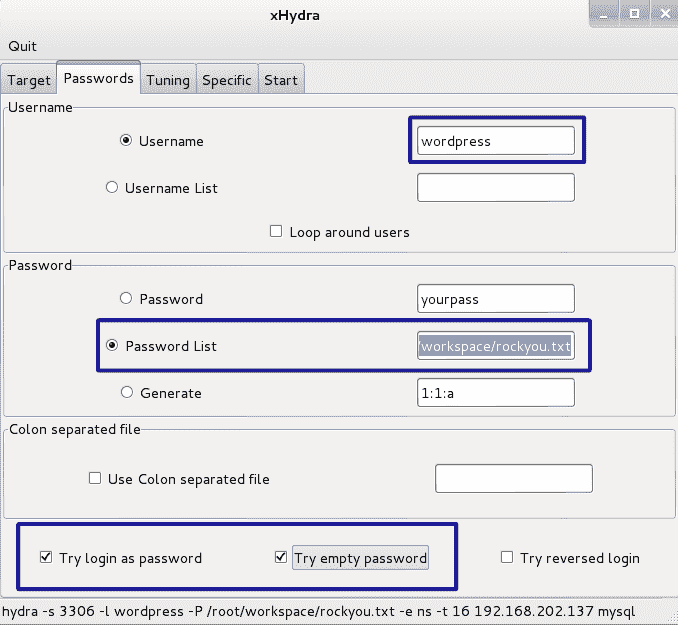 xHydra
Quit
Target Passwords Tuning Specific Start
Username
Username wordpress
Username List
Loop around users
Password
Password yourpass
Password List workspace/rockyou.txt
Generate 1:1:a
Colon separated file
Use Colon separated file
Try login as password Try empty password Try reversed login
hydra -s 3306 -l wordpress -P /root/workspace/rockyou.txt -e ns -t 16 192.168.202.137 mysql